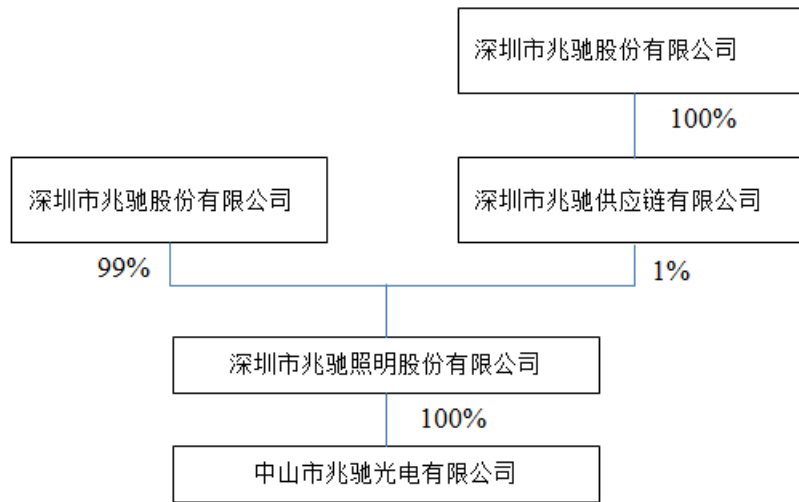 深圳市兆驰股份有限公司
100%
深圳市兆驰股份有限公司
深圳市兆驰供应链有限公司
99%
1%
深圳市兆驰照明股份有限公司
100%
中山市兆驰光电有限公司